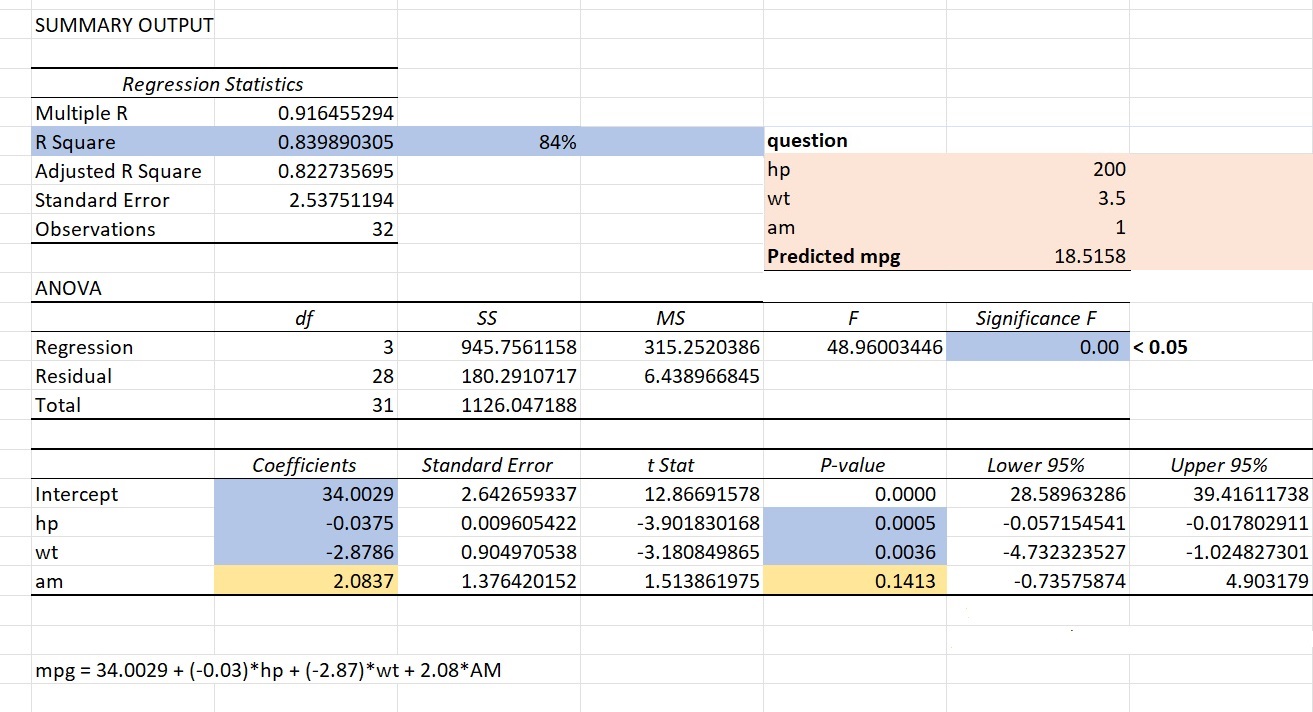 SUMMARY OUTPUT
Regression Statistics
Multiple R 0.916455294
R Square 0.839890305 84% question
Adjusted R Square 0.822735695 hp 200
Standard Error 2.53751194 wt 3.5
Observations 32 am 1
Predicted mpg 18.5158
ANOVA
df SS MS F Significance F
Regression 3 945.7561158 315.2520386 48.96003446 0.00 < 0.05
Residual 28 180.2910717 6.438966845
Total 31 1126.047188
Coefficients Standard Error t Stat P-value Lower 95% Upper 95%
Intercept 34.0029 2.642659337 12.86691578 0.0000 28.58963286 39.41611738
hp -0.0375 0.009605422 -3.901830168 0.0005 -0.057154541 -0.017802911
wt -2.8786 0.904970538 -3.180849865 0.0036 -4.732323527 -1.024827301
am 2.0837 1.376420152 1.513861975 0.1413 -0.73575874 4.903179
mpg = 34.0029 + (-0.03)*hp + (-2.87)*wt + 2.08*AM